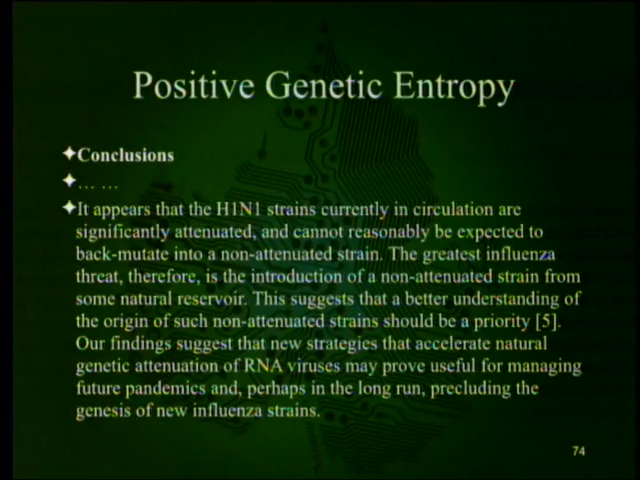 Positive Genetic Entropy
Conclusions
… …
It appears that the H1N1 strains currently in circulation are
significantly attenuated, and cannot reasonably be expected to
back-mutate into a non-attenuated strain. The greatest influenza
threat, therefore, is the introduction of a non-attenuated strain from
some natural reservoir. This suggests that a better understanding of
the origin of such non-attenuated strains should be a priority [5].
Our findings suggest that new strategies that accelerate natural
genetic attenuation of RNA viruses may prove useful for managing
future pandemics and, perhaps in the long run, precluding the
genesis of new influenza strains.
74